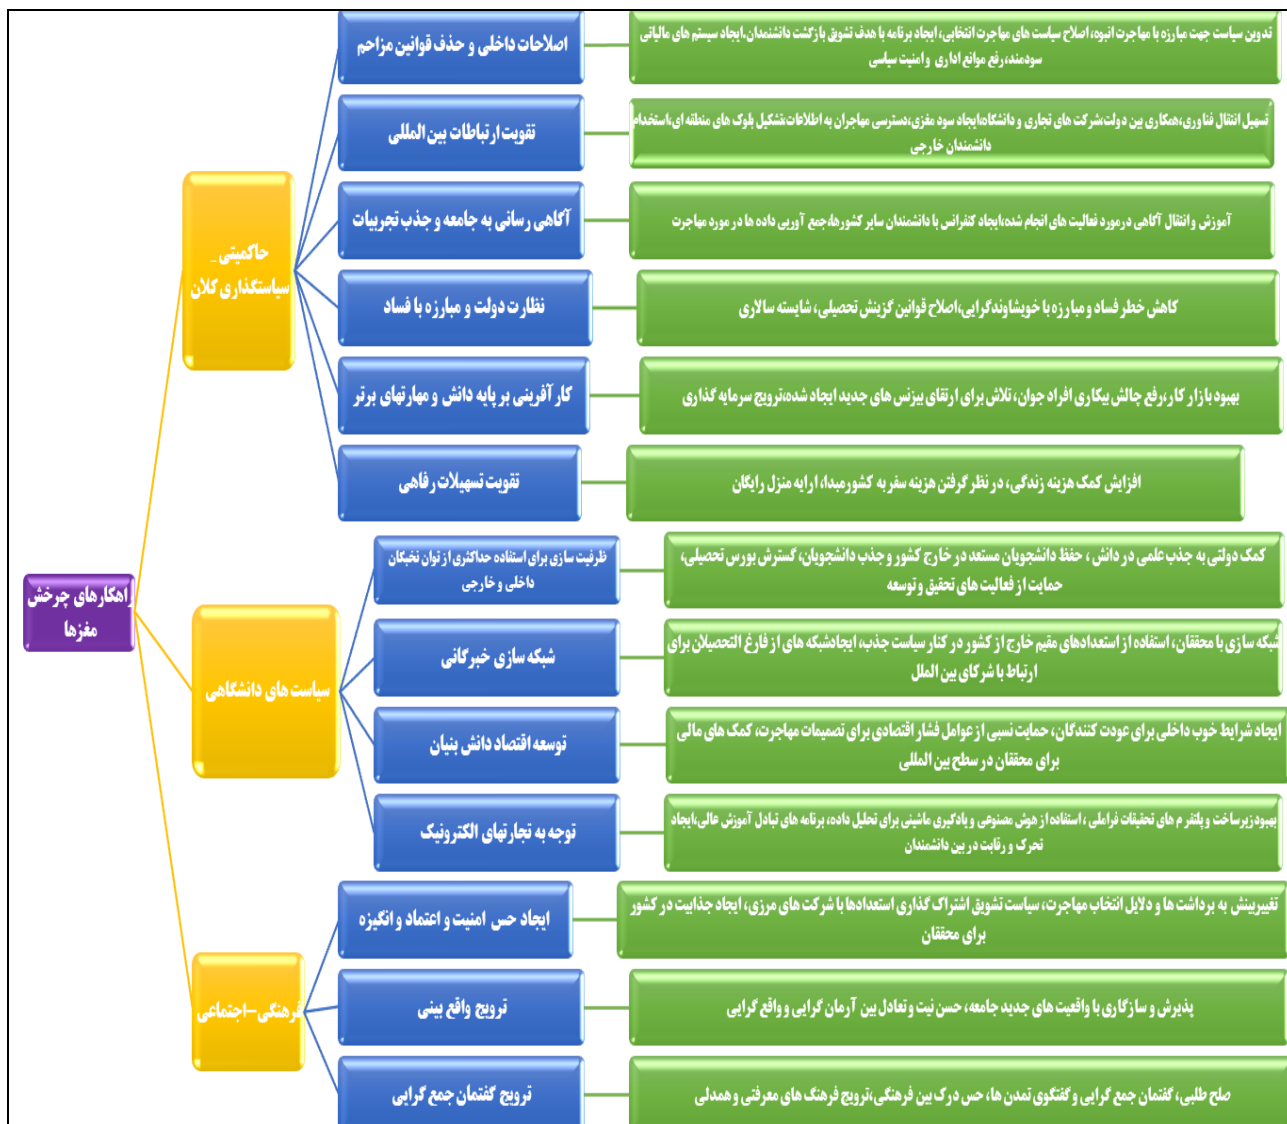 راهکارهای چرخش
مغزها
حاکمیتی _
سیاستگذاری کلان
اصلاحات داخلی و حذف قوانین مزاحم
تدوین سیاست جهت مبارزه با مهاجرت انبوه، اصلاح سیاست های مهاجرت انتخابی، ایجاد برنامه با هدف تشویق بازگشت دانشمندان،ایجاد سیستم های مالیاتی
سودمند،رفع موانع اداری و امنیت سیاسی
تقویت ارتباطات بین المللی
تسهیل انتقال فناوری،همکاری بین دولت،شرکت های تجاری و دانشگاه،ایجاد سود مغزی،دسترسی مهاجران به اطلاعات،تشکیل بلوک های منطقه ای،استخدام
دانشمندان خارجی
آگاهی رسانی به جامعه و جذب تجربیات
آموزش و انتقال آگاهی درمورد فعالیت های انجام شده،ایجاد کنفرانس با دانشمندان سایر کشورها،جمع آوریی داده ها در مورد مهاجرت
نظارت دولت و مبارزه با فساد
کاهش خطر فساد و مبارزه با خویشاوندگرایی،اصلاح قوانین گزینش تحصیلی، شایسته سالاری
کارآفرینی بر پایه دانش و مهارتهای برتر
بهبود بازار کار،رفع چالش بیکاری افراد جوان، تلاش برای ارتقای بیزنس های جدید ایجاد شده،ترویج سرمایه گذاری
تقویت تسهیلات رفاهی
افزایش کمک هزینه زندگی، در نظر گرفتن هزینه سفر به کشورمبدا، ارایه منزل رایگان
سیاست های دانشگاهی
ظرفیت سازی برای استفاده حداکثری از توان نخبگان
داخلی و خارجی
کمک دولتی به جذب علمی در دانش ، حفظ دانشجویان مستعد در خارج کشور و جذب دانشجویان، گسترش بورس تحصیلی،
حمایت از فعالیت های تحقیق و توسعه
شبکه سازی خبرگانی
شبکه سازی با محققان، استفاده از استعدادهای مقیم خارج از کشور در کنار سیاست جذب، ایجادشبکه های از فارغ التحصیلان برای
ارتباط با شرکای بین الملل
توسعه اقتصاد دانش بنیان
ایجاد شرایط خوب داخلی برای عودت کنندگان، حمایت نسبی از عوامل فشار اقتصادی برای تصمیمات مهاجرت، کمک های مالی
برای محققان در سطح بین المللی
توجه به تجارتهای الکترونیک
بهبود زیرساخت و پلتفرم های تحقیقات فراملی ، استفاده از هوش مصنوعی و یادگیری ماشینی برای تحلیل داده، برنامه های تبادل آموزش عالی،ایجاد
تحرک و رقابت در بین دانشمندان
فرهنگی-اجتماعی
ایجاد حس امنیت و اعتماد و انگیزه
تغییربینش به برداشت ها و دلایل انتخاب مهاجرت، سیاست تشویق اشتراک گذاری استعدادها با شرکت های مرزی، ایجاد جذابیت در کشور
برای محققان
ترویج واقع بینی
پذیرش و سازگاری با واقعیت های جدید جامعه، حسن نیت وتعادل بین آرمان گرایی و واقع گرایی
ترویج گفتمان جمع گرایی
صلح طلبی، گفتمان جمع گرایی و گفتگوی تمدن ها، حس درک بین فرهنگی،ترویج فرهنگ های معرفتی و همدلی